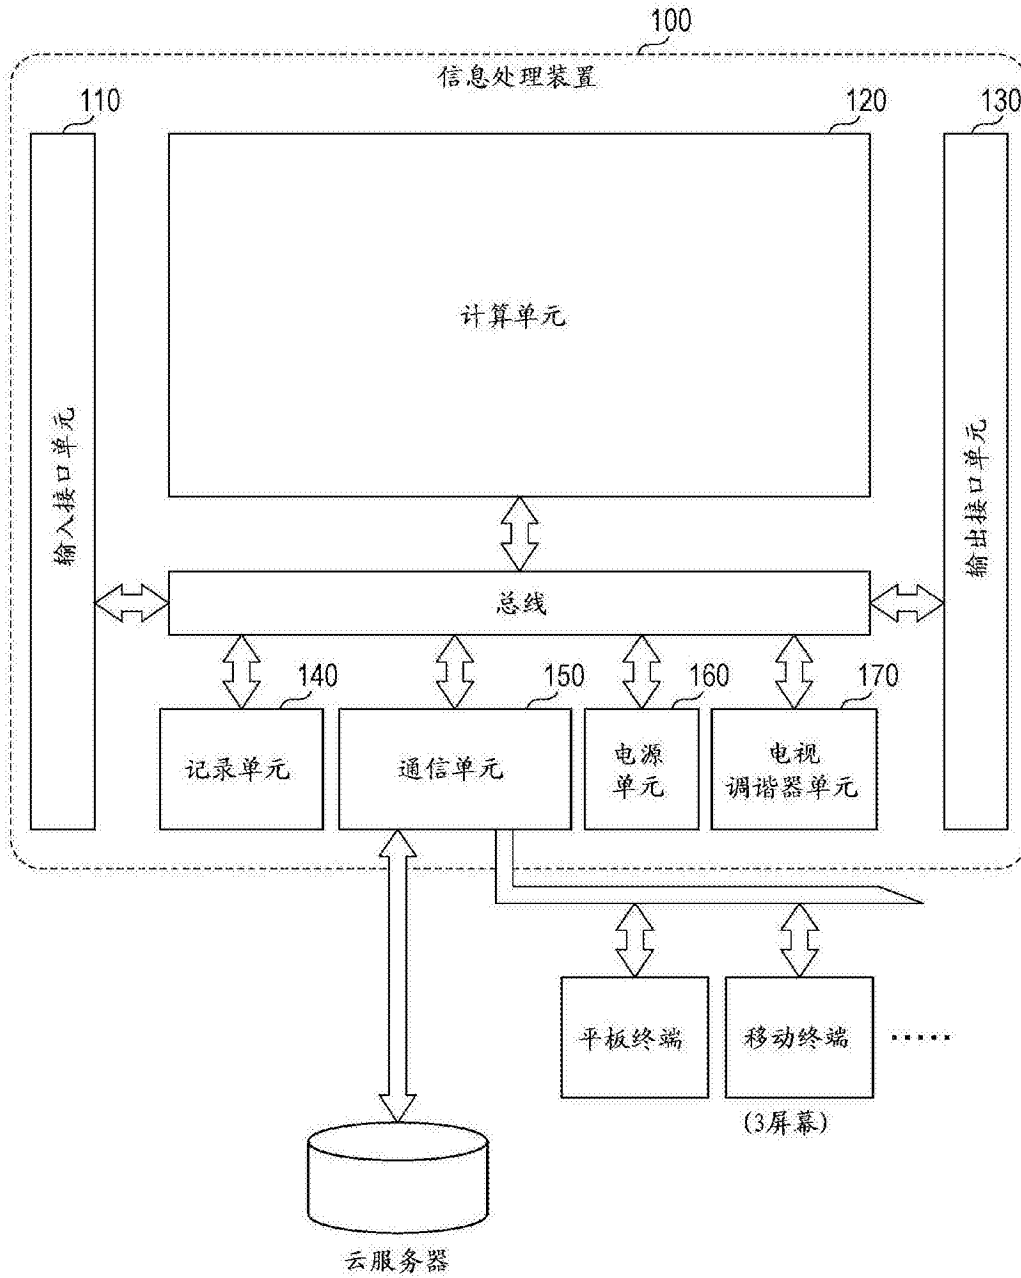 100
信息处理装置
110
120
130
计算单元
输入接口单元
输出接口单元
总线
140
150
160
170
记录单元
通信单元
电源
单元
电视
调谐器单元
平板终端
移动终端
.....
(3屏幕)
云服务器